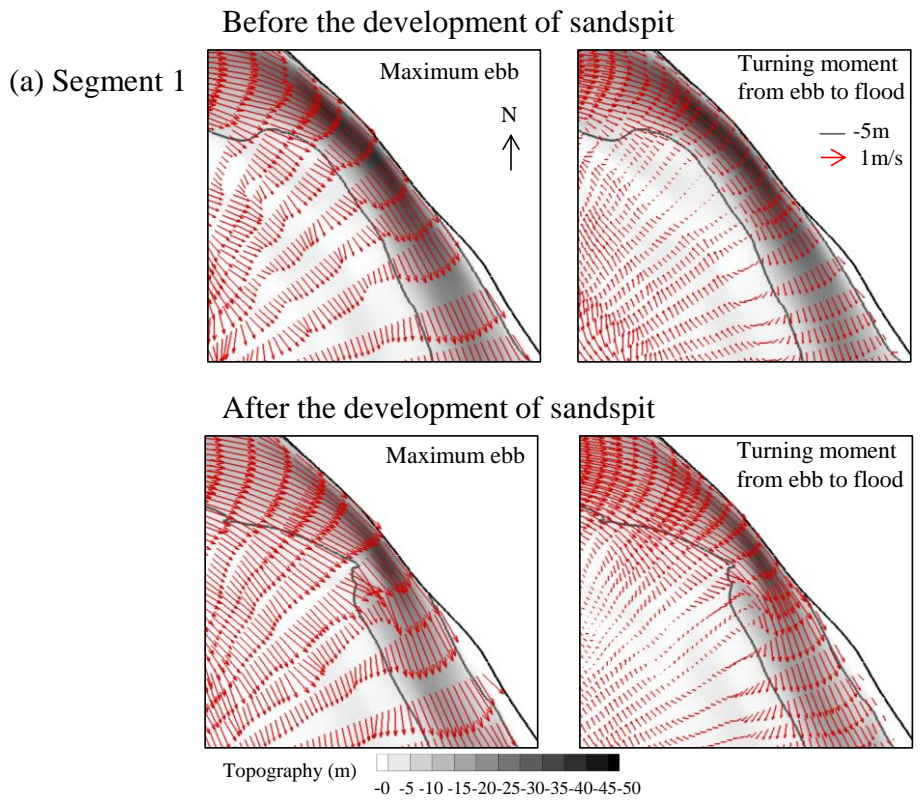 Before the development of sandspit
(a) Segment 1
Maximum ebb
N
Turning moment
from ebb to flood
-5m
1m/s
After the development of sandspit
Maximum ebb
Turning moment
from ebb to flood
Topography (m)
-0 -5 -10 -15-20-25-30-35-40-45-50